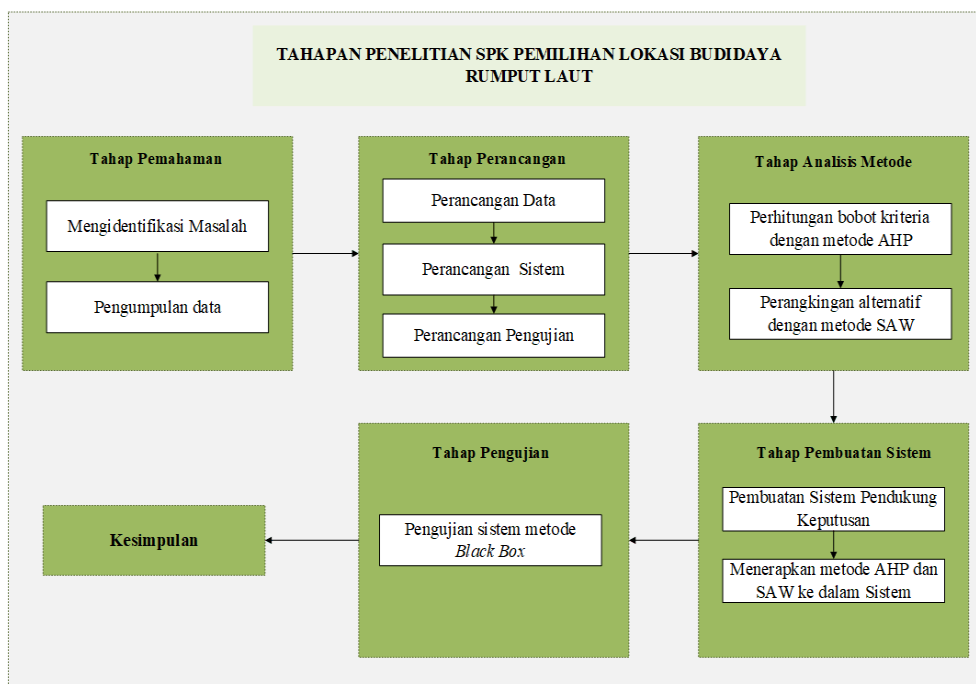 TAHAPAN PENELITIAN SPK PEMILIHAN LOKASI BUDIDAYA
RUMPUT LAUT
Tahap Pemahaman
Mengidentifikasi Masalah
Pengumpulan data
Tahap Perancangan
Perancangan Data
Perancangan Sistem
Perancangan Pengujian
Tahap Analisis Metode
Perhitungan bobot kriteria
dengan metode AHP
Perangkingan alternatif
dengan metode SAW
Tahap Pembuatan Sistem
Pembuatan Sistem Pendukung
Keputusan
Menerapkan metode AHP dan
SAW ke dalam Sistem
Tahap Pengujian
Pengujian sistem metode
Black Box
Kesimpulan